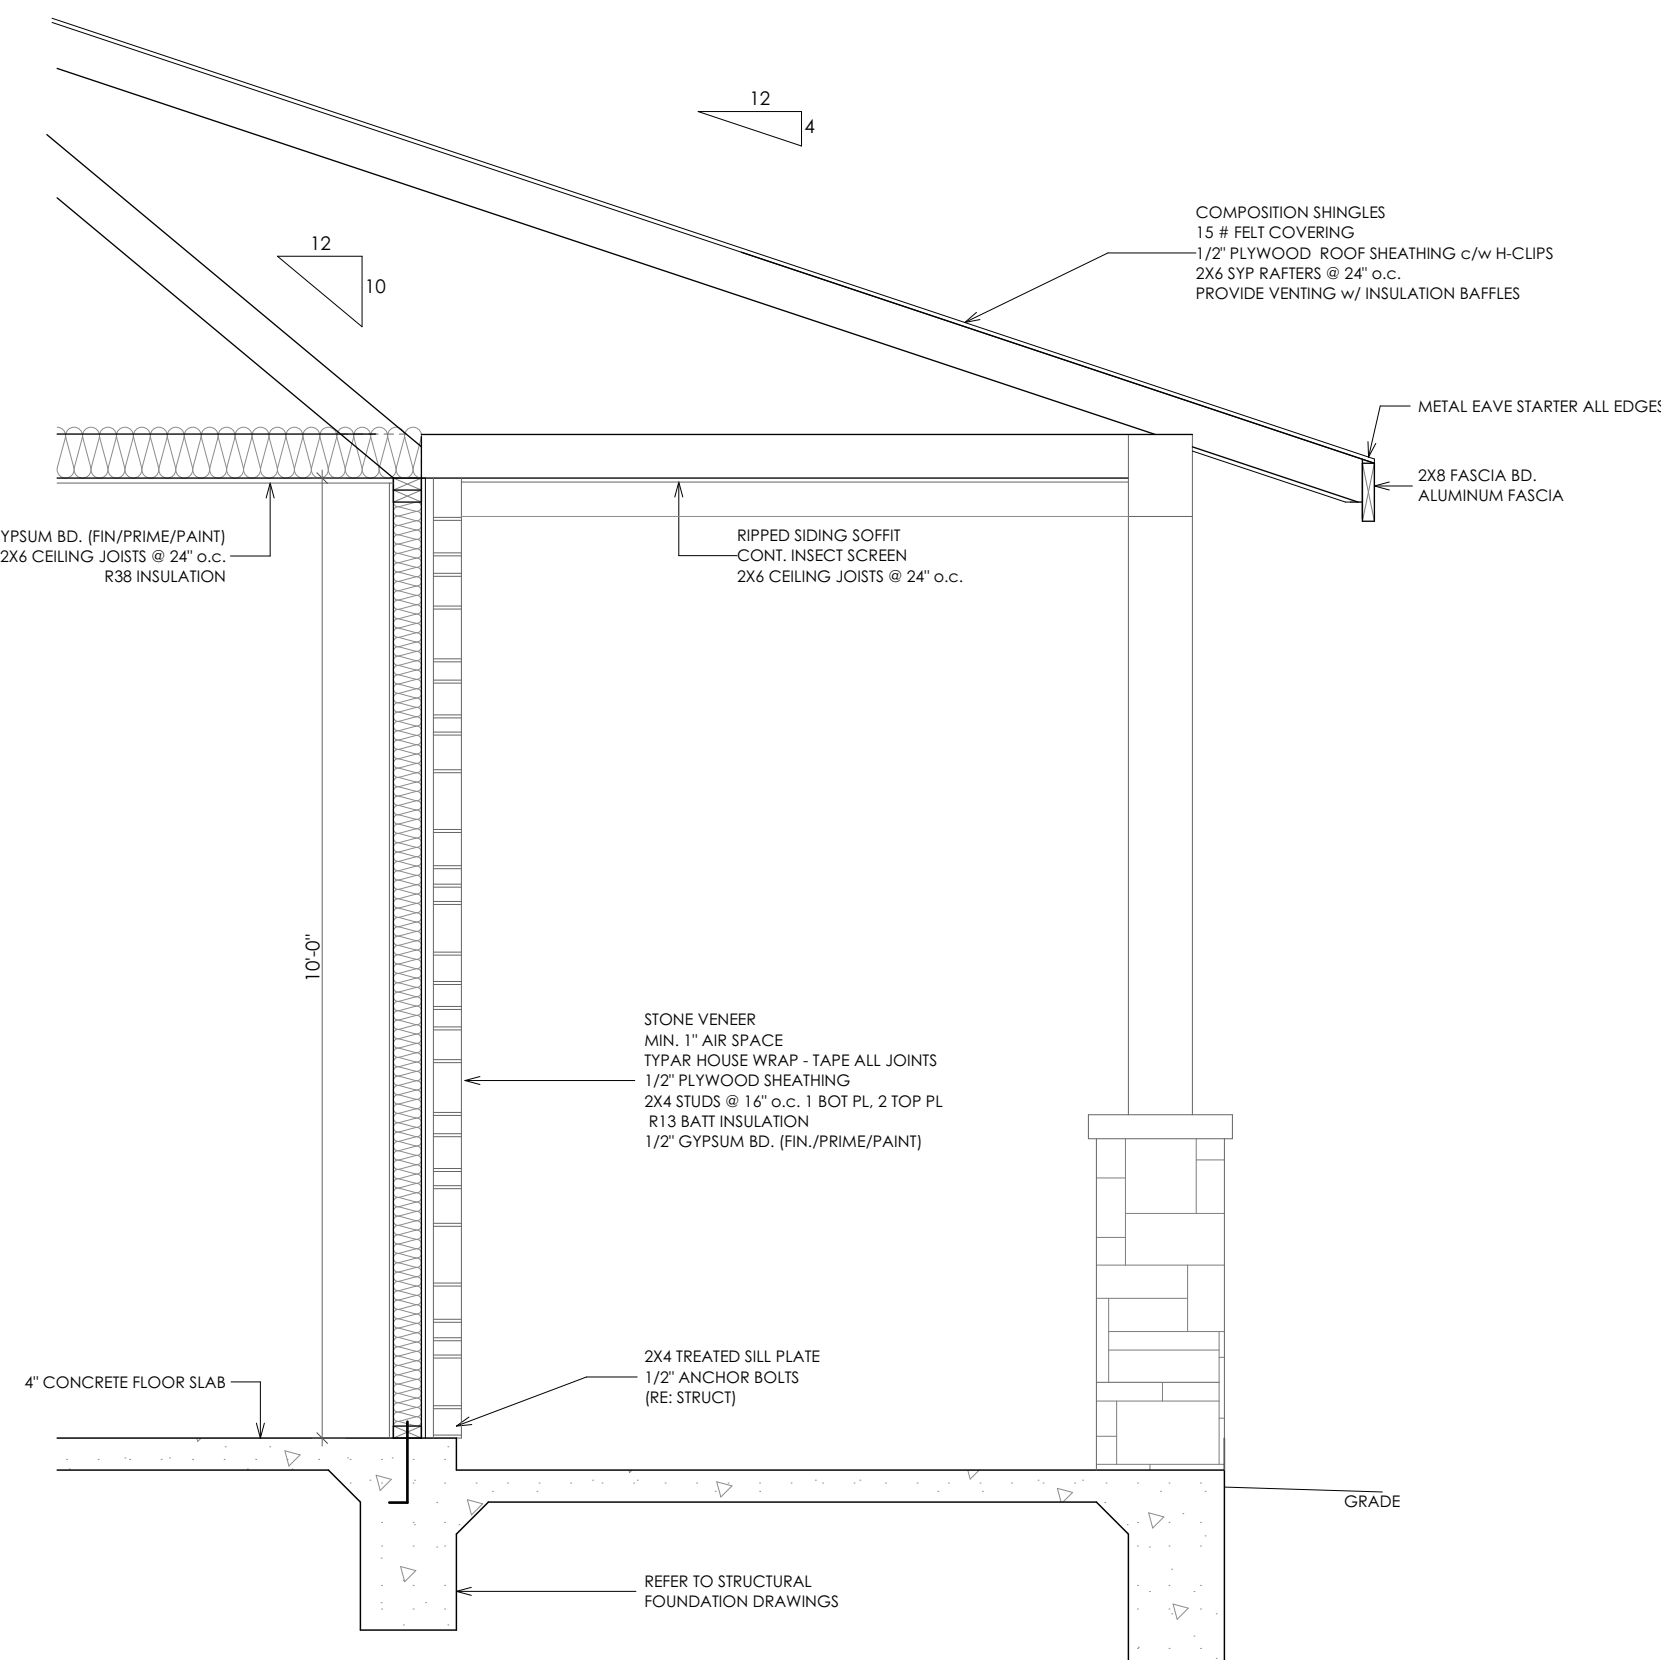 12
4
COMPOSITION SHINGLES
15 # FELT COVERING
1/2" PLYWOOD ROOF SHEATHING c/w H-CLIPS
2X6 SYP RAFTERS @ 24" o.c.
PROVIDE VENTING w/ INSULATION BAFFLES
12
10
METAL EAVE STARTER ALL EDGES
2X8 FASCIA BD.
ALUMINUM FASCIA
YPSUM BD. (FIN/PRIME/PAINT)
2X6 CEILING JOISTS @ 24" o.c.
R38 INSULATION
RIPPED SIDING SOFFIT
CONT. INSECT SCREEN
2X6 CEILING JOISTS @ 24" o.c.
10'-0"
STONE VENEER
MIN. 1" AIR SPACE
TYPAR HOUSE WRAP - TAPE ALL JOINTS
1/2" PLYWOOD SHEATHING
2X4 STUDS @ 16" o.c. 1 BOT PL, 2 TOP PL
R13 BATT INSULATION
1/2" GYPSUM BD. (FIN./PRIME/PAINT)
2X4 TREATED SILL PLATE
1/2" ANCHOR BOLTS
(RE: STRUCT)
4" CONCRETE FLOOR SLAB
GRADE
REFER TO STRUCTURAL
FOUNDATION DRAWINGS